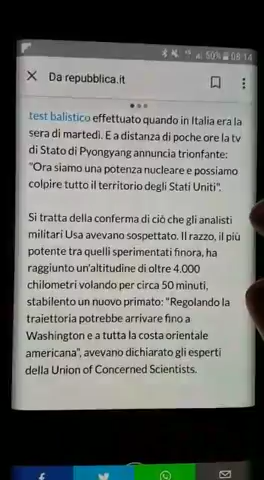 50% 08:14
Da repubblica.it
test balistico effettuato quando in Italia era la
sera di martedì. E a distanza di poche ore la tv
di Stato di Pyongyang annuncia trionfante:
"Ora siamo una potenza nucleare e possiamo
colpire tutto il territorio degli Stati Uniti".
Si tratta della conferma di ciò che gli analisti
militari Usa avevano sospettato. Il razzo, il più
potente tra quelli sperimentati finora, ha
raggiunto un'altitudine di oltre 4.000
chilometri volando per circa 50 minuti,
stabilento un nuovo primato: "Regolando la
traiettoria potrebbe arrivare fino a
Washington e a tutta la costa orientale
americana", avevano dichiarato gli esperti
della Union of Concerned Scientists.